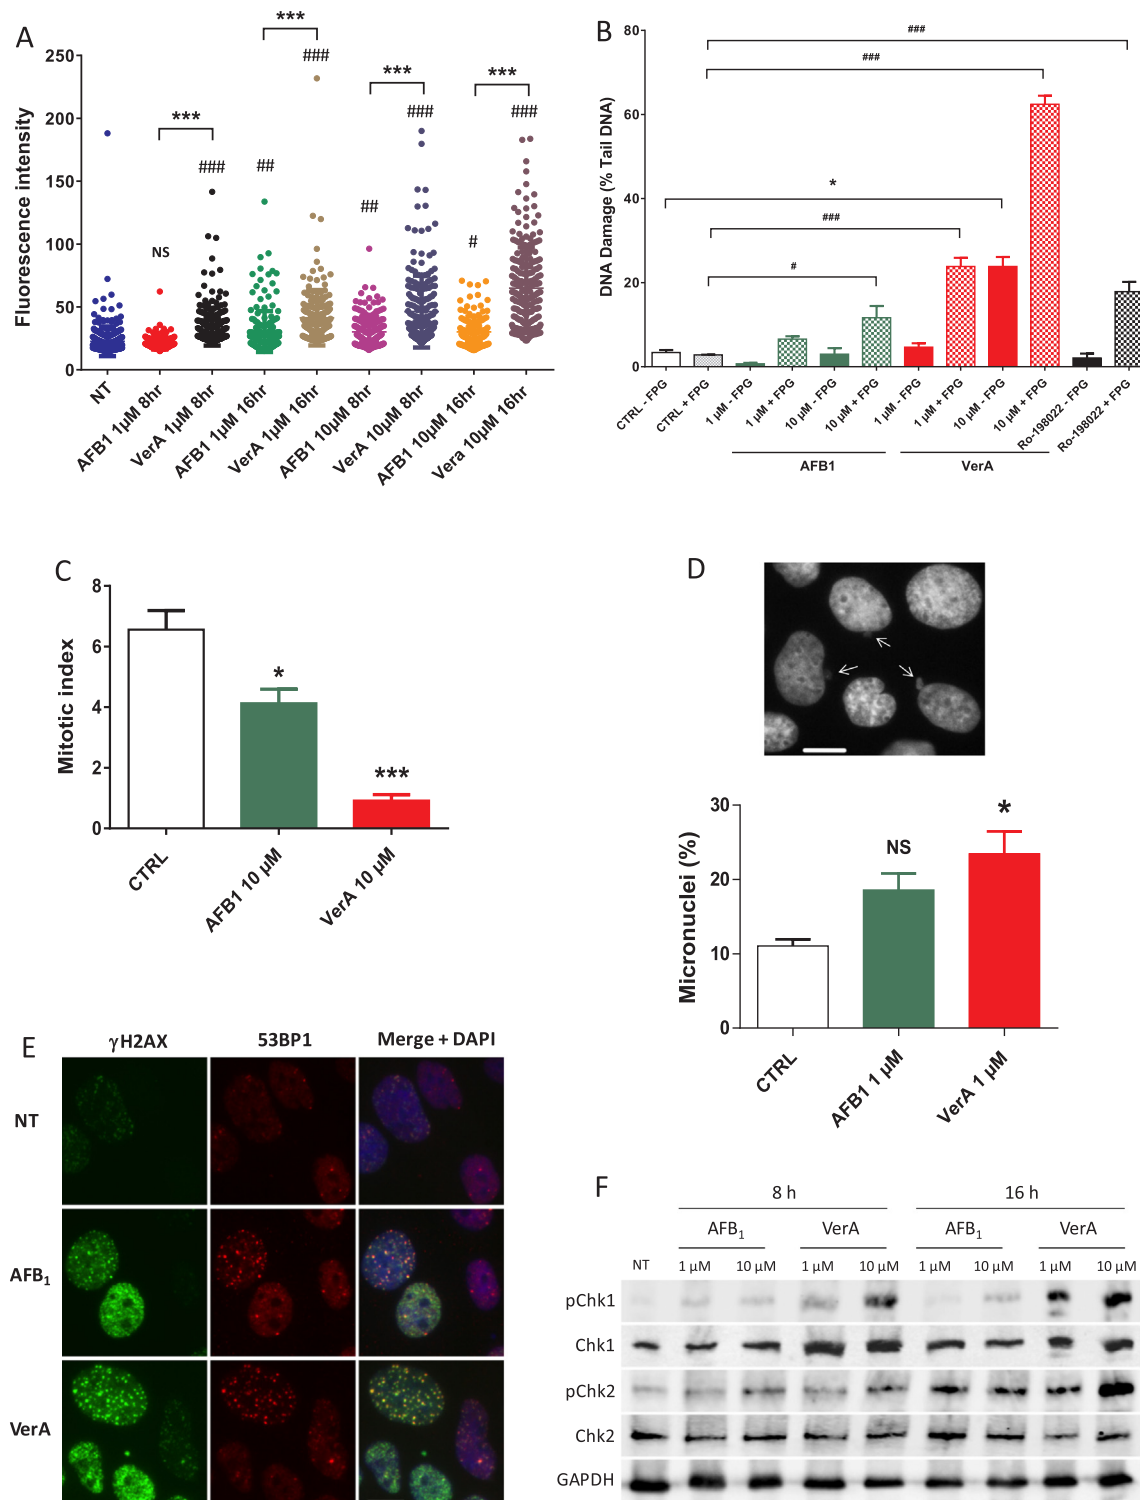 A
Fluorescence intensity
250
200
150
100
50
0
***
***
***
***
NS
###
##
###
##
###
#
###
NT
AFB1 1µM 8hr
VerA 1µM 8hr
AFB1 1µM 16hr
VerA 1µM 16hr
AFB1 10µM 8hr
VerA 10µM 8hr
AFB1 10µM 16hr
Vera 10µM 16hr
B
DNA Damage (% Tail DNA)
80
60
40
20
0
###
###
*
###
#
CTRL - FPG
CTRL + FPG
1 µM - FPG
1 µM + FPG
10 µM - FPG
10 µM + FPG
1 µM - FPG
1 µM + FPG
10 µM - FPG
10 µM + FPG
Ro-198022 - FPG
Ro-198022 + FPG
AFB1
VerA
C
Mitotic index
8
6
4
2
0
*
***
CTRL
AFB1 10 µM
VerA 10 µM
D
Micronuclei (%)
30
20
10
0
NS
*
CTRL
AFB1 1 µM
VerA 1 µM
E
γH2AX 53BP1 Merge + DAPI
NT
AFB1
VerA
F
8 h 16 h
AFB1 VerA AFB1 VerA
NT 1 µM 10 µM 1 µM 10 µM 1 µM 10 µM 1 µM 10 µM
pChk1
Chk1
pChk2
Chk2
GAPDH